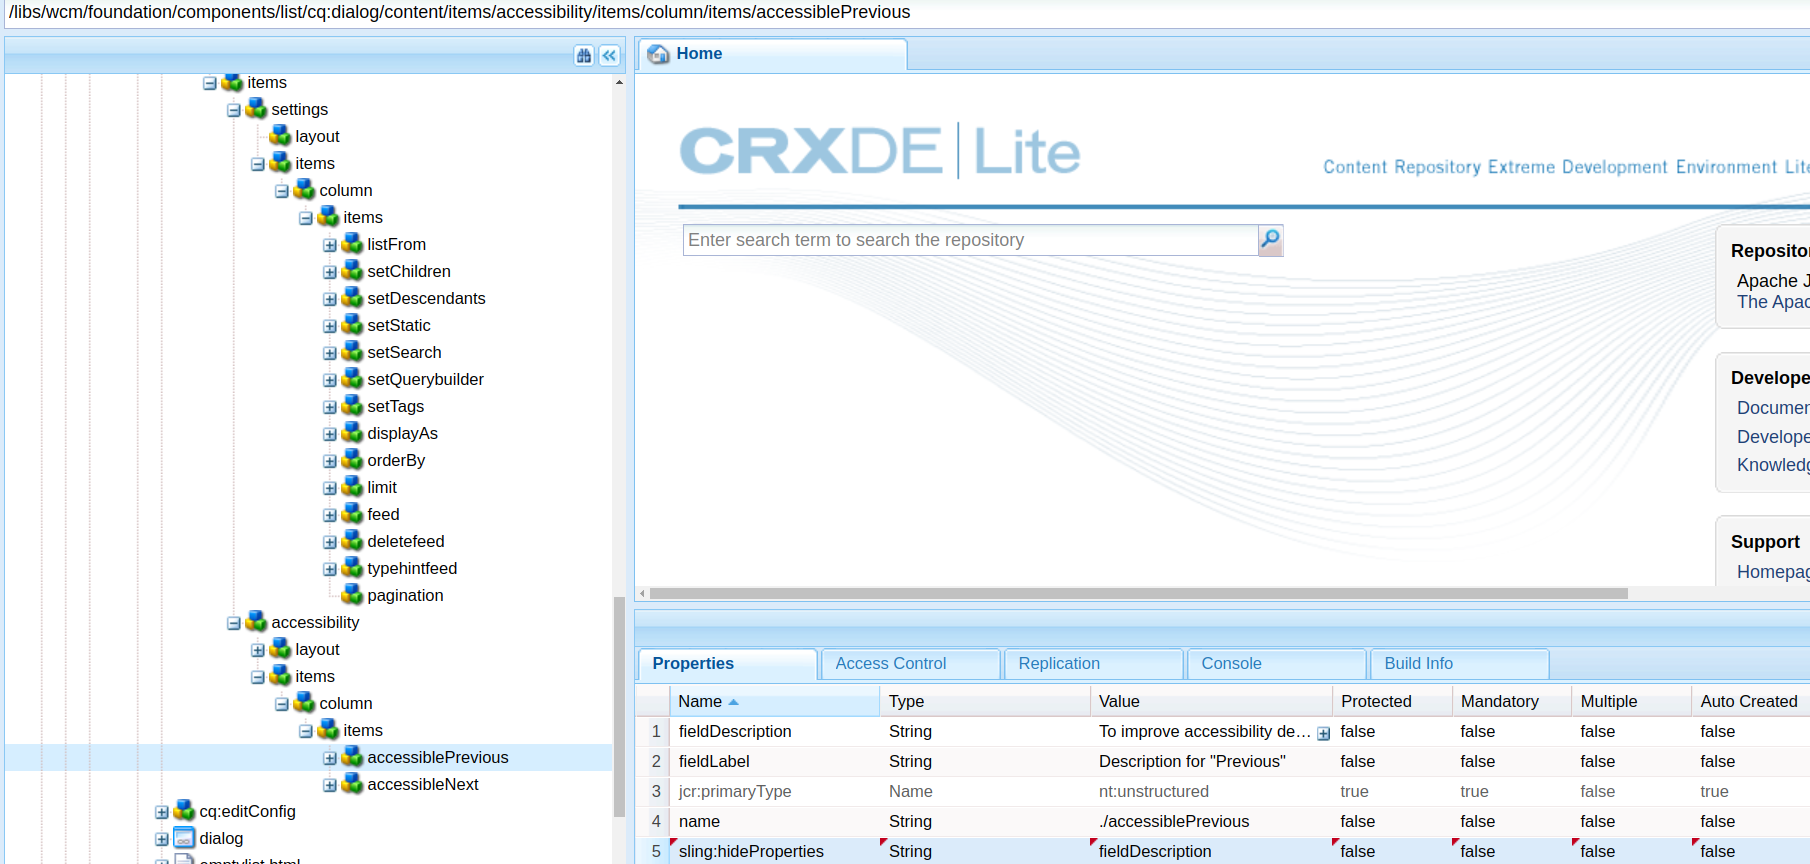 /libs/wcm/foundation/components/list/cq:dialog/content/items/accessibility/items/column/items/accessiblePrevious
items
settings
layout
items
column
items
listFrom
setChildren
setDescendants
setStatic
setSearch
setQuerybuilder
setTags
displayAs
orderBy
limit
feed
deletefeed
typehintfeed
pagination
accessibility
layout
items
column
items
accessiblePrevious
accessibleNext
cq:editConfig
dialog
emptylist.html
Home
CRXDE Lite
Content Repository Extreme Development Environment Lite
Enter search term to search the repository
Repositor
Apache J
The Apac
Develope
Documen
Develope
Knowledg
Support
Homepag
Properties Access Control Replication Console Build Info
Name Type Value Protected Mandatory Multiple Auto Created
1 fieldDescription String To improve accessibility de... false false false false
2 fieldLabel String Description for "Previous" false false false false
3 jcr:primaryType Name nt:unstructured true true false true
4 name String ./accessiblePrevious false false false false
5 sling:hideProperties String fieldDescription false false false false